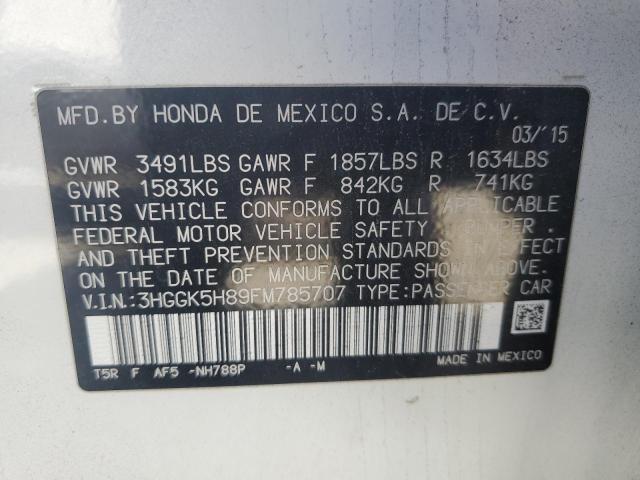 MFD.BY HONDA DE MEXICO S.A. DE C.V.
03/'15
GVWR 3491LBS GAWR F 1857LBS R 1634LBS
GVWR 1583KG GAWR F 842KG R 741KG
THIS VEHICLE CONFORMS TO ALL APPLICABLE
FEDERAL MOTOR VEHICLE SAFETY , BUMPER ,
AND THEFT PREVENTION STANDARDS IN EFFECT
ON THE DATE OF MANUFACTURE SHOWN ABOVE.
V.I.N.:3HGGK5H89FM785707 TYPE:PASSENGER CAR
MADE IN MEXICO
T5R F AF5 -NH788P -A -M